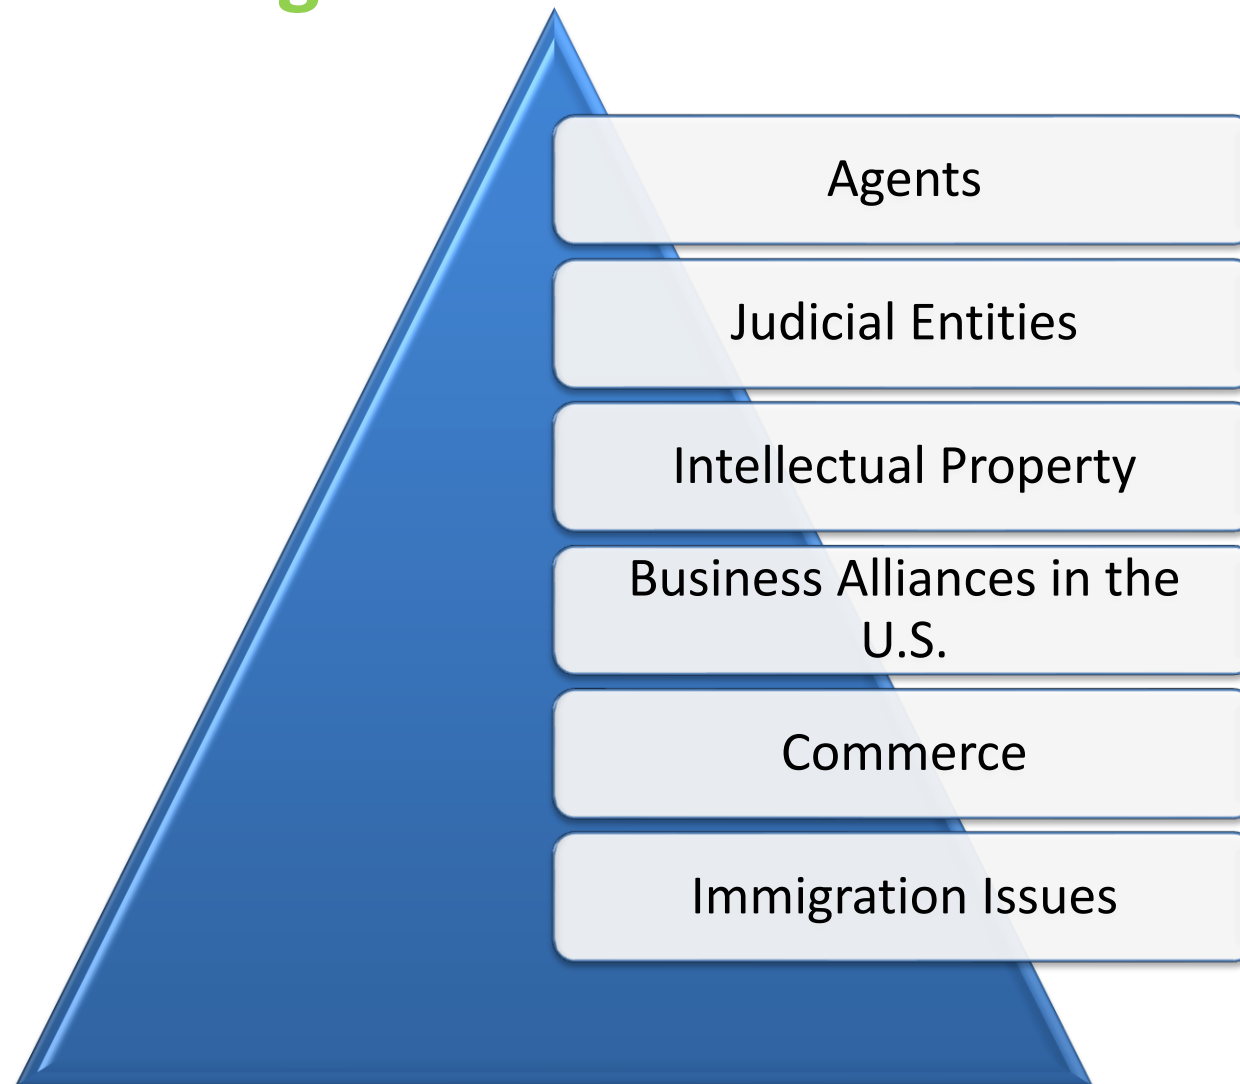 Agents
Judicial Entities
Intellectual Property
Business Alliances in the
U.S.
Commerce
Immigration Issues